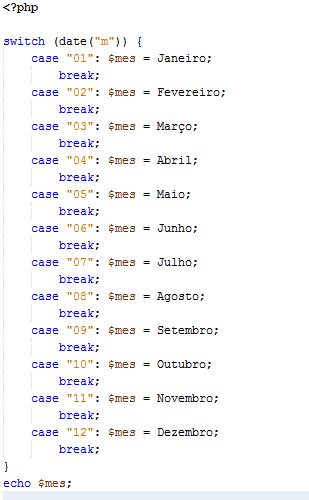 <?php
switch (date("m")) {
    case "01": $mes = Janeiro;
        break;
    case "02": $mes = Fevereiro;
        break;
    case "03": $mes = Março;
        break;
    case "04": $mes = Abril;
        break;
    case "05": $mes = Maio;
        break;
    case "06": $mes = Junho;
        break;
    case "07": $mes = Julho;
        break;
    case "08": $mes = Agosto;
        break;
    case "09": $mes = Setembro;
        break;
    case "10": $mes = Outubro;
        break;
    case "11": $mes = Novembro;
        break;
    case "12": $mes = Dezembro;
        break;
}
echo $mes;